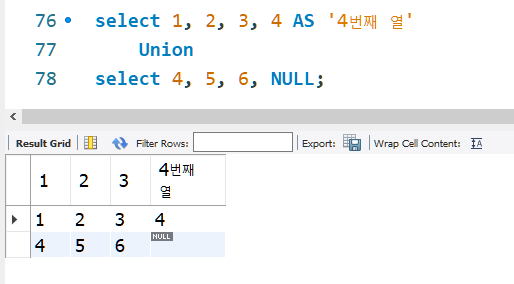 76 select 1, 2, 3, 4 AS '4번째 열'
77 Union
78 select 4, 5, 6, NULL;
Result Grid Filter Rows: Export: Wrap Cell Content: IA
1 2 3 4번째
열
1 2 3 4
4 5 6 NULL